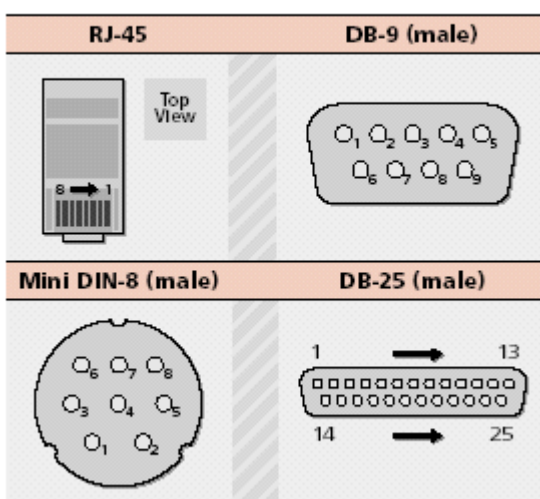 RJ-45
DB-9 (male)
Top
View
8 1
1 2 3 4 5
6 7 8 9
Mini DIN-8 (male)
DB-25 (male)
6 7 8
3 4 5
1 2
1 13
14 25